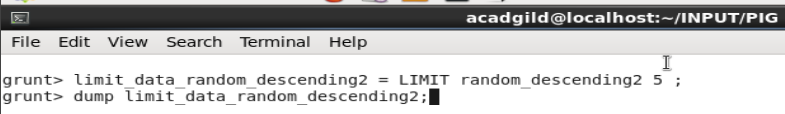 acadgild@localhost:~/INPUT/PIG
File Edit View Search Terminal Help
grunt> limit_data_random_descending2 = LIMIT random_descending2 5 ;
grunt> dump limit_data_random_descending2;